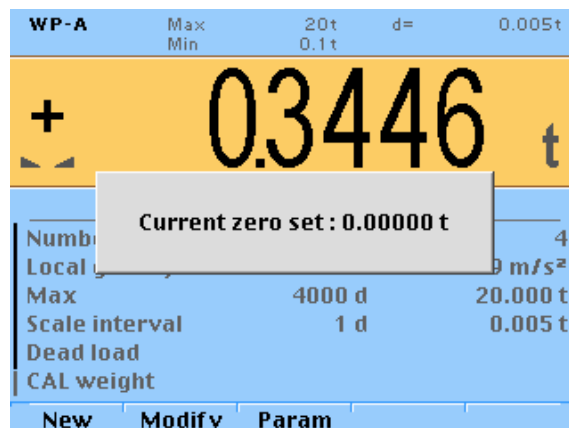 WP-A Max 20t d= 0.005t
Min 0.1t
+ 0.3446 t
Current zero set : 0.00000 t
4
Local 9 m/s²
Max 4000 d 20.000 t
Scale interval 1 d 0.005 t
Dead load
CAL weight
New Modify Param